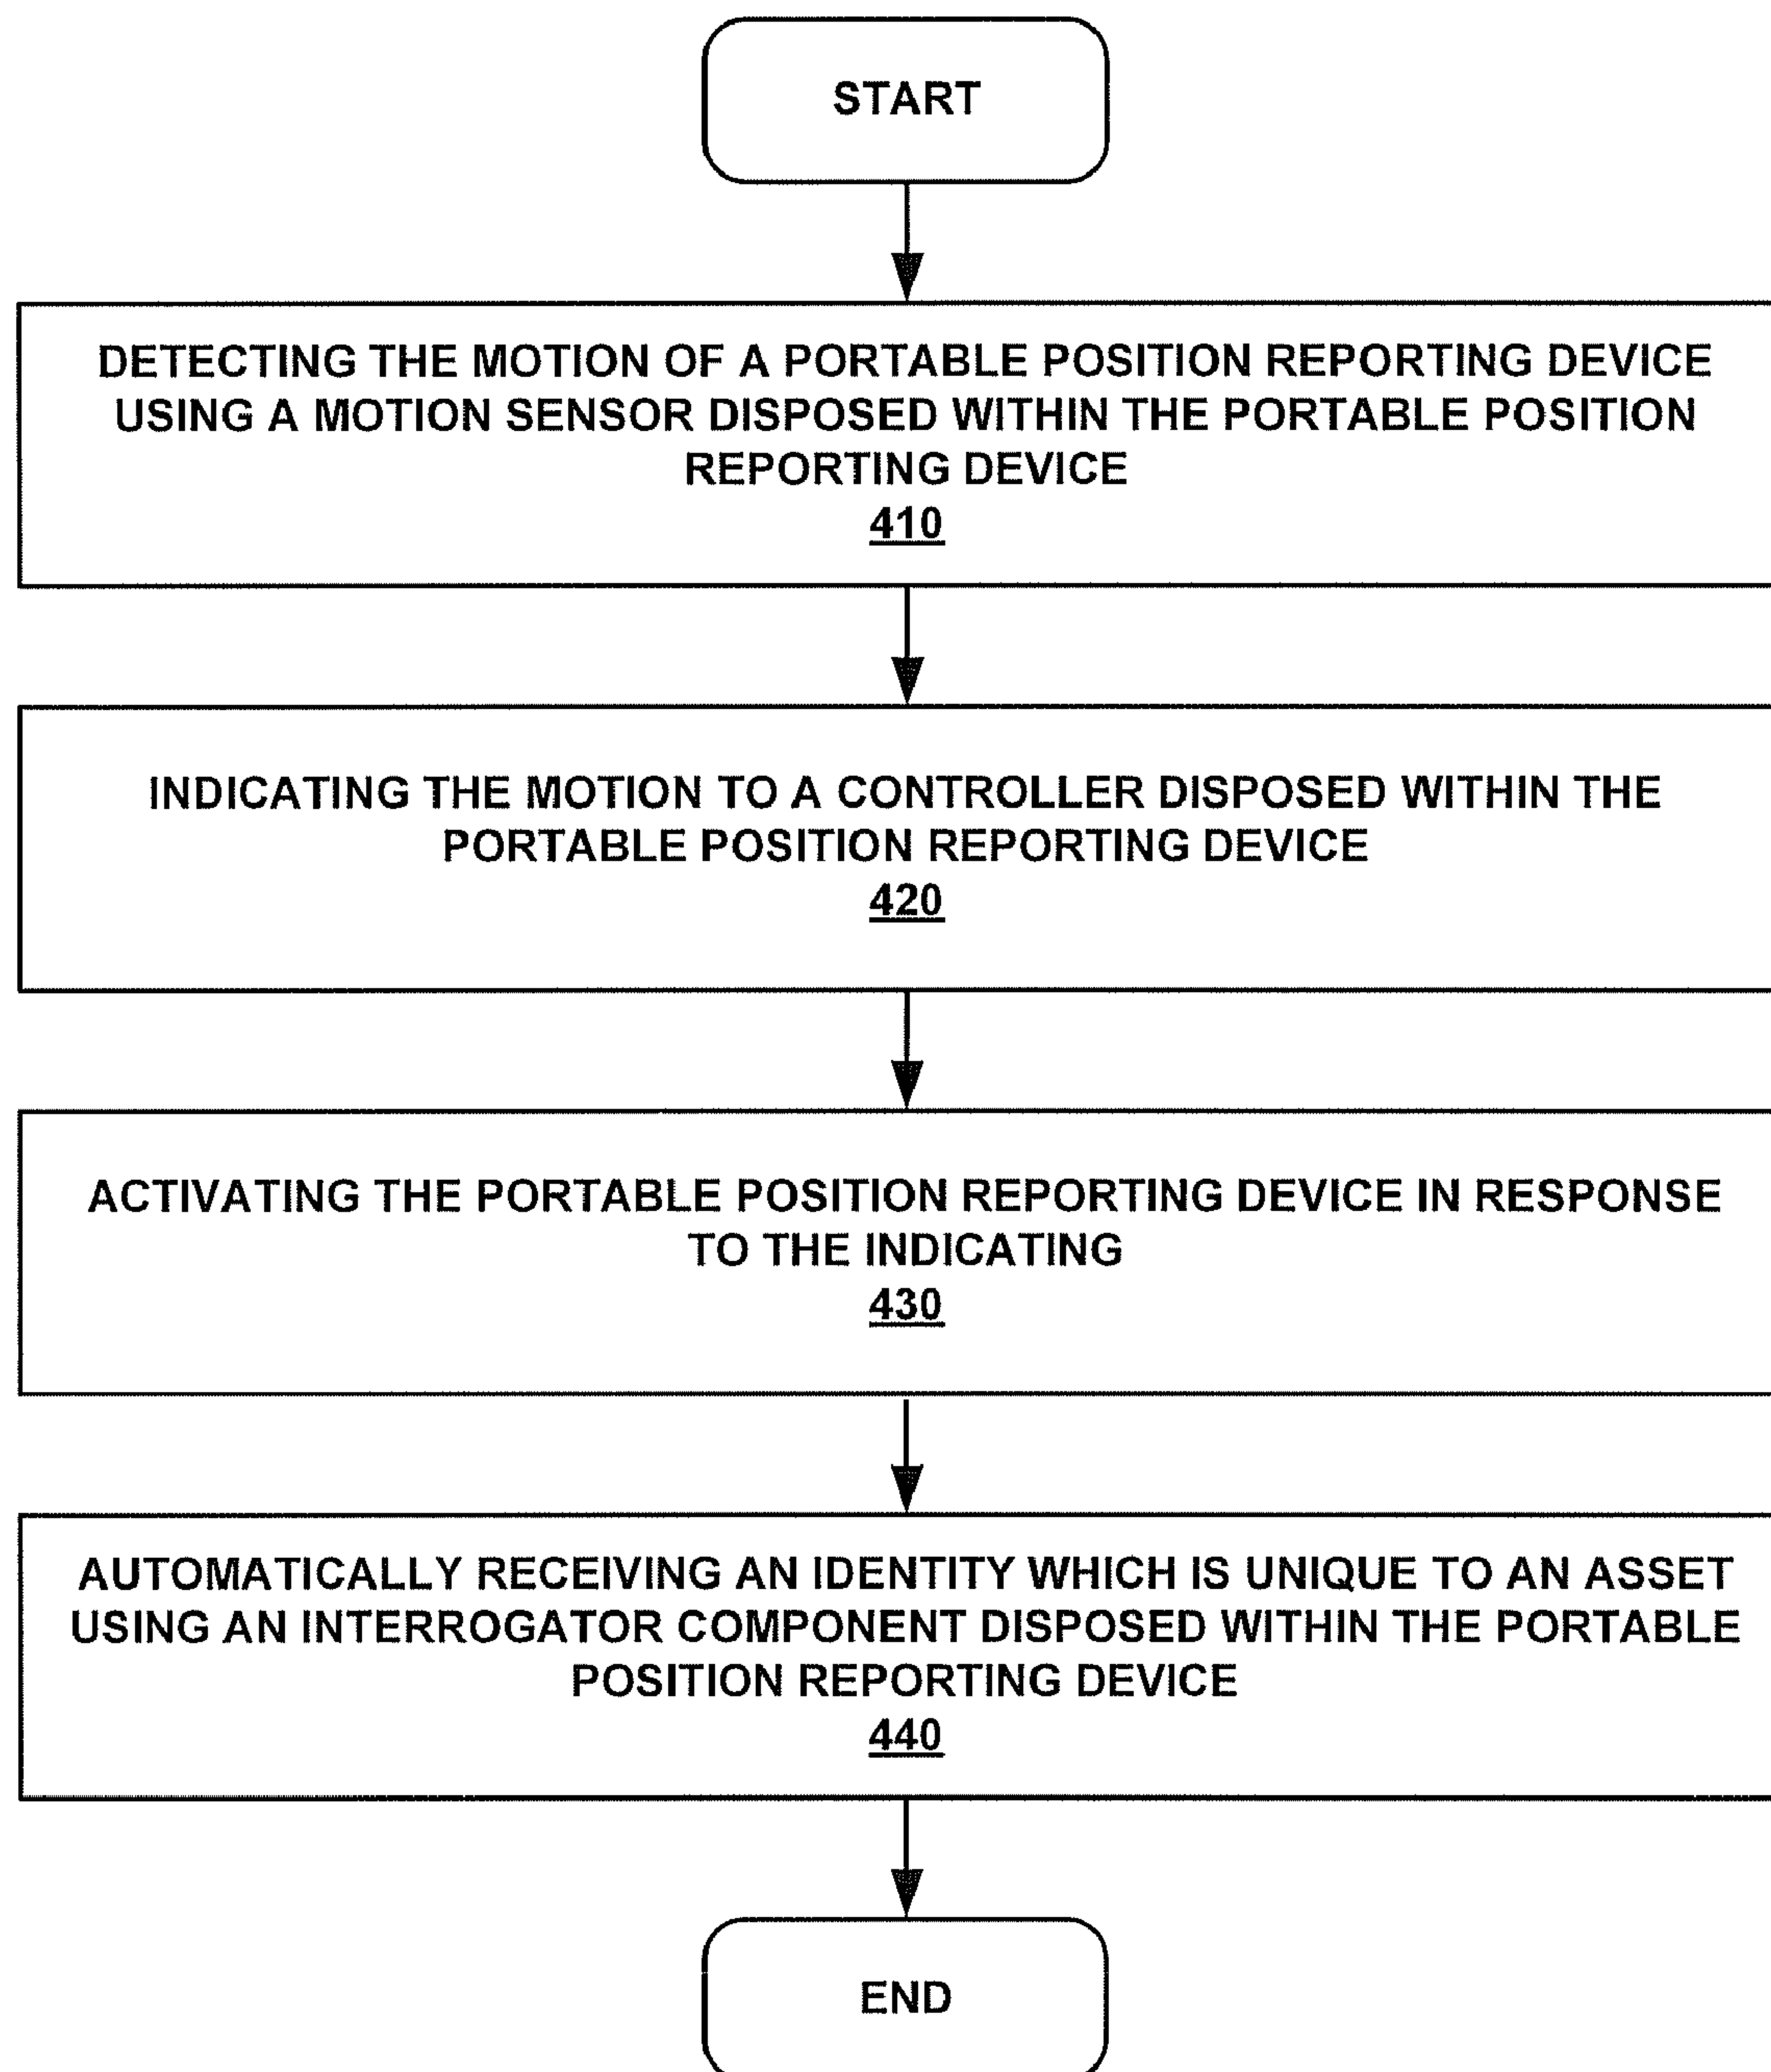 START
DETECTING THE MOTION OF A PORTABLE POSITION REPORTING DEVICE
USING A MOTION SENSOR DISPOSED WITHIN THE PORTABLE POSITION
REPORTING DEVICE
410
INDICATING THE MOTION TO A CONTROLLER DISPOSED WITHIN THE
PORTABLE POSITION REPORTING DEVICE
420
ACTIVATING THE PORTABLE POSITION REPORTING DEVICE IN RESPONSE
TO THE INDICATING
430
AUTOMATICALLY RECEIVING AN IDENTITY WHICH IS UNIQUE TO AN ASSET
USING AN INTERROGATOR COMPONENT DISPOSED WITHIN THE PORTABLE
POSITION REPORTING DEVICE
440
END